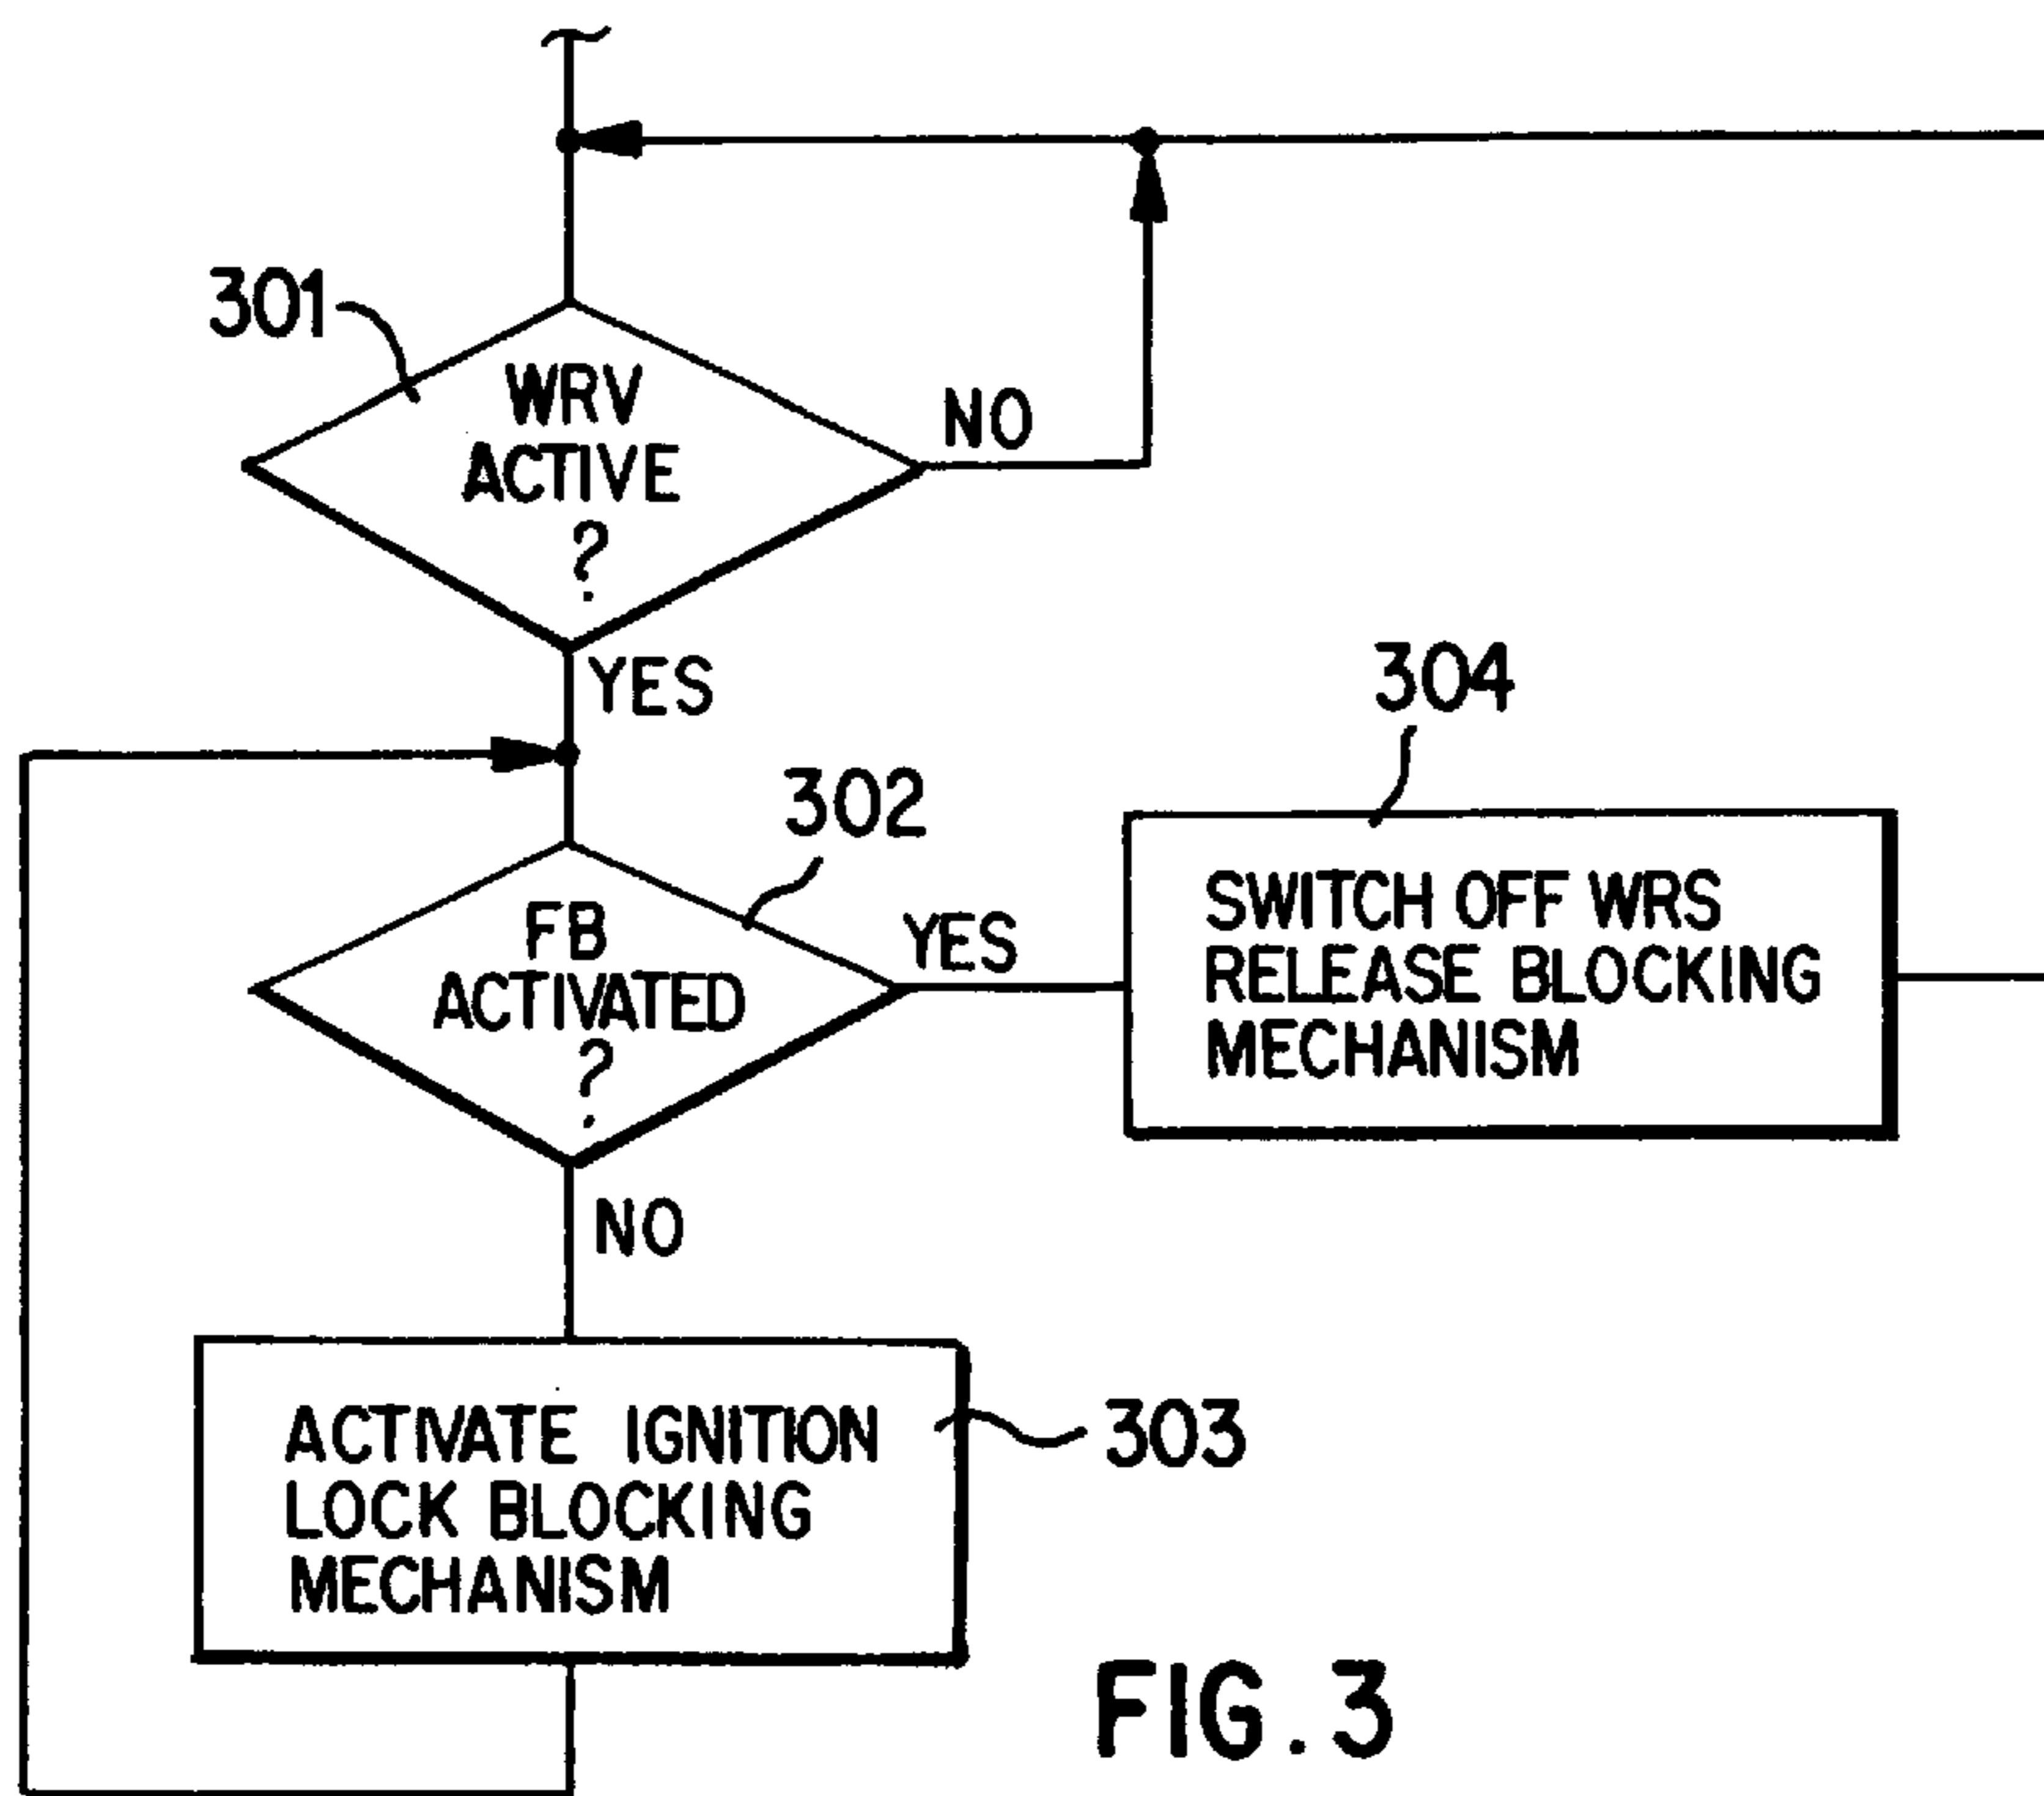 301
WRV
ACTIVE
?
NO
YES
304
302
FB
ACTIVATED
?
YES
SWITCH OFF WRS
RELEASE BLOCKING
MECHANISM
NO
ACTIVATE IGNITION
LOCK BLOCKING
MECHANISM
303
FIG. 3